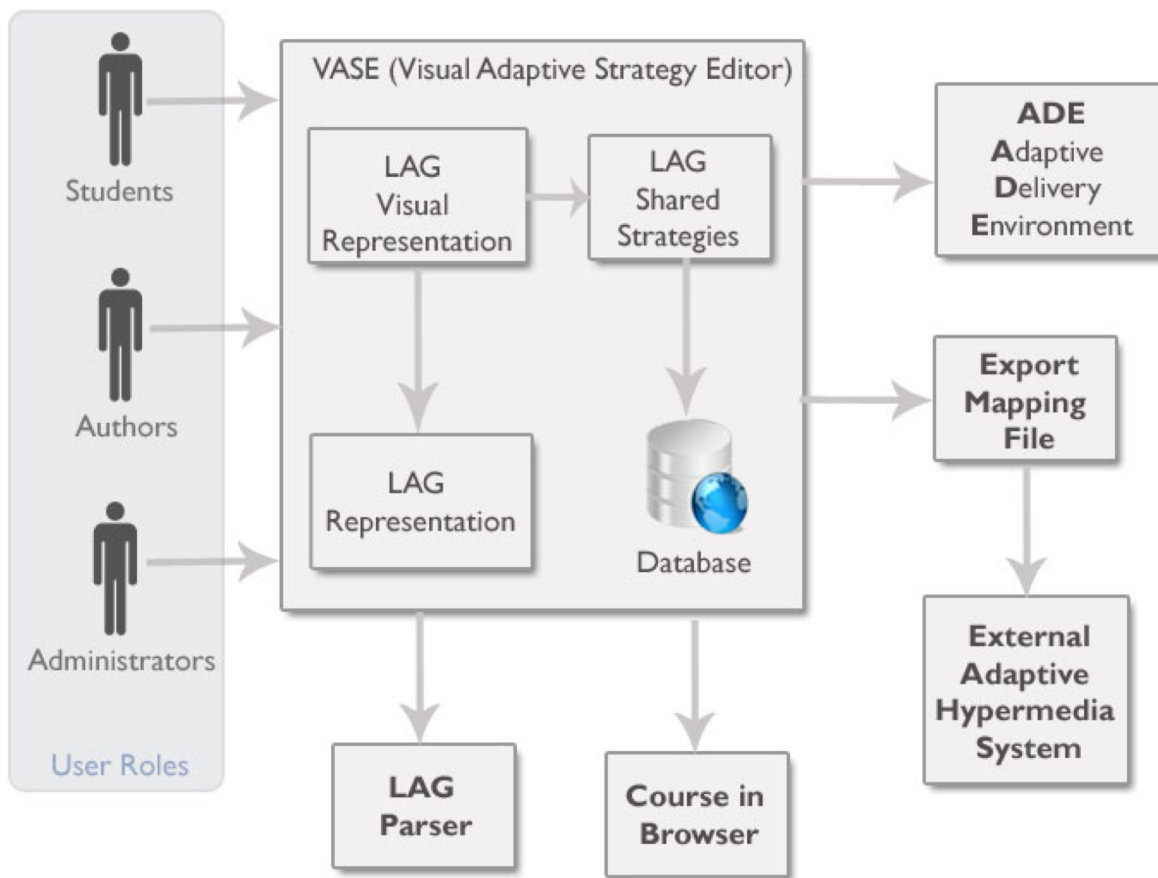 Students
Authors
Administrators
User Roles
VASE (Visual Adaptive Strategy Editor)
LAG
Visual
Representation
LAG
Shared
Strategies
LAG
Representation
Database
ADE
Adaptive
Delivery
Environment
Export
Mapping
File
External
Adaptive
Hypermedia
System
LAG
Parser
Course in
Browser